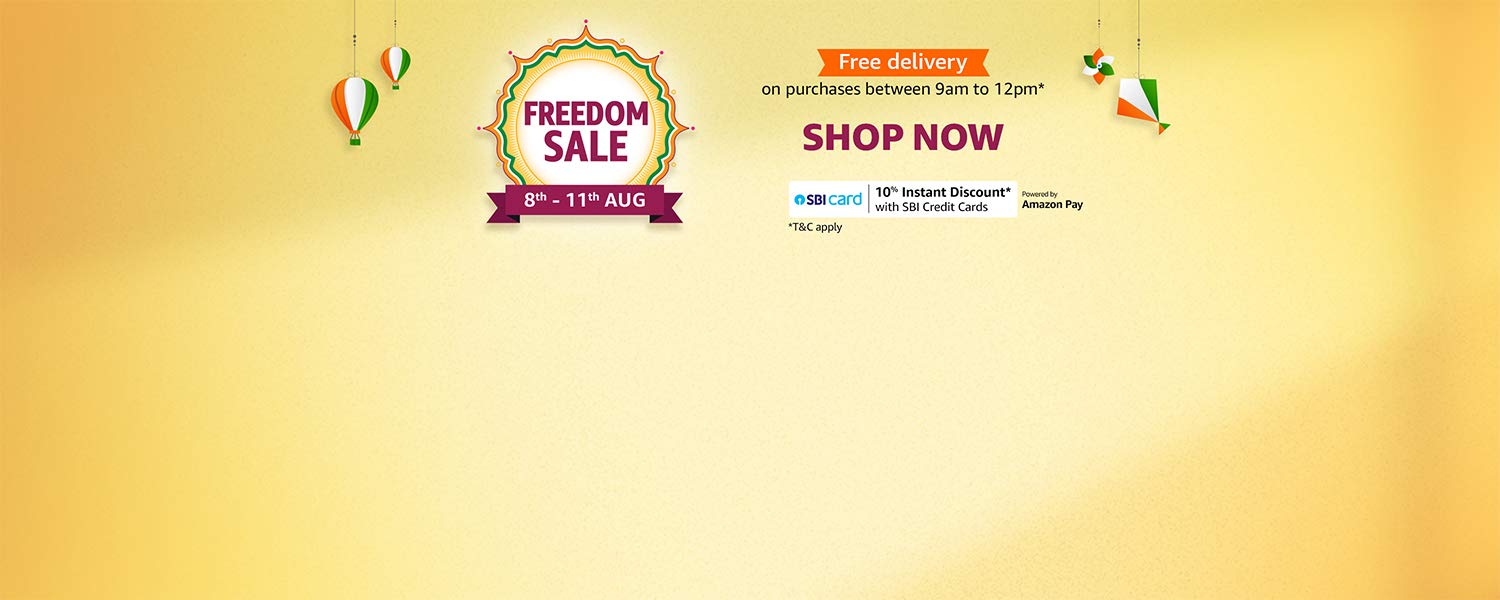 FREEDOM
SALE
8th - 11th AUG
Free delivery
on purchases between 9am to 12pm*
SHOP NOW
SBI card
10% Instant Discount*
with SBI Credit Cards
Powered by
Amazon Pay
*T&C apply